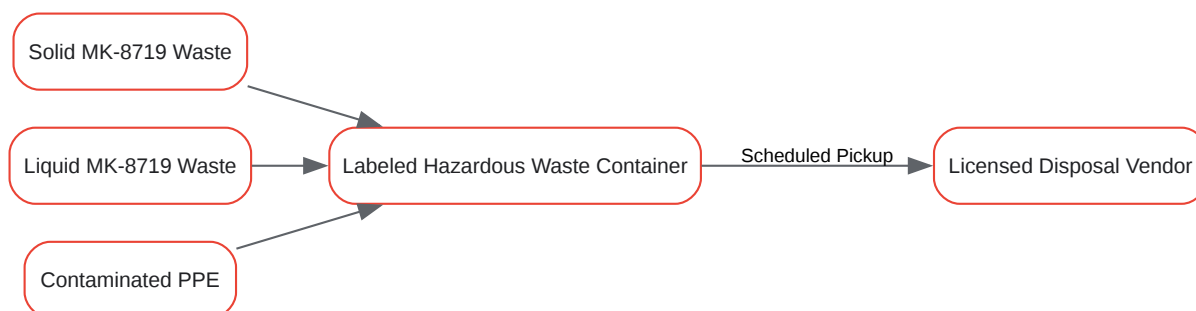 Solid MK-8719 Waste
Liquid MK-8719 Waste
Contaminated PPE
Labeled Hazardous Waste Container
Scheduled Pickup
Licensed Disposal Vendor